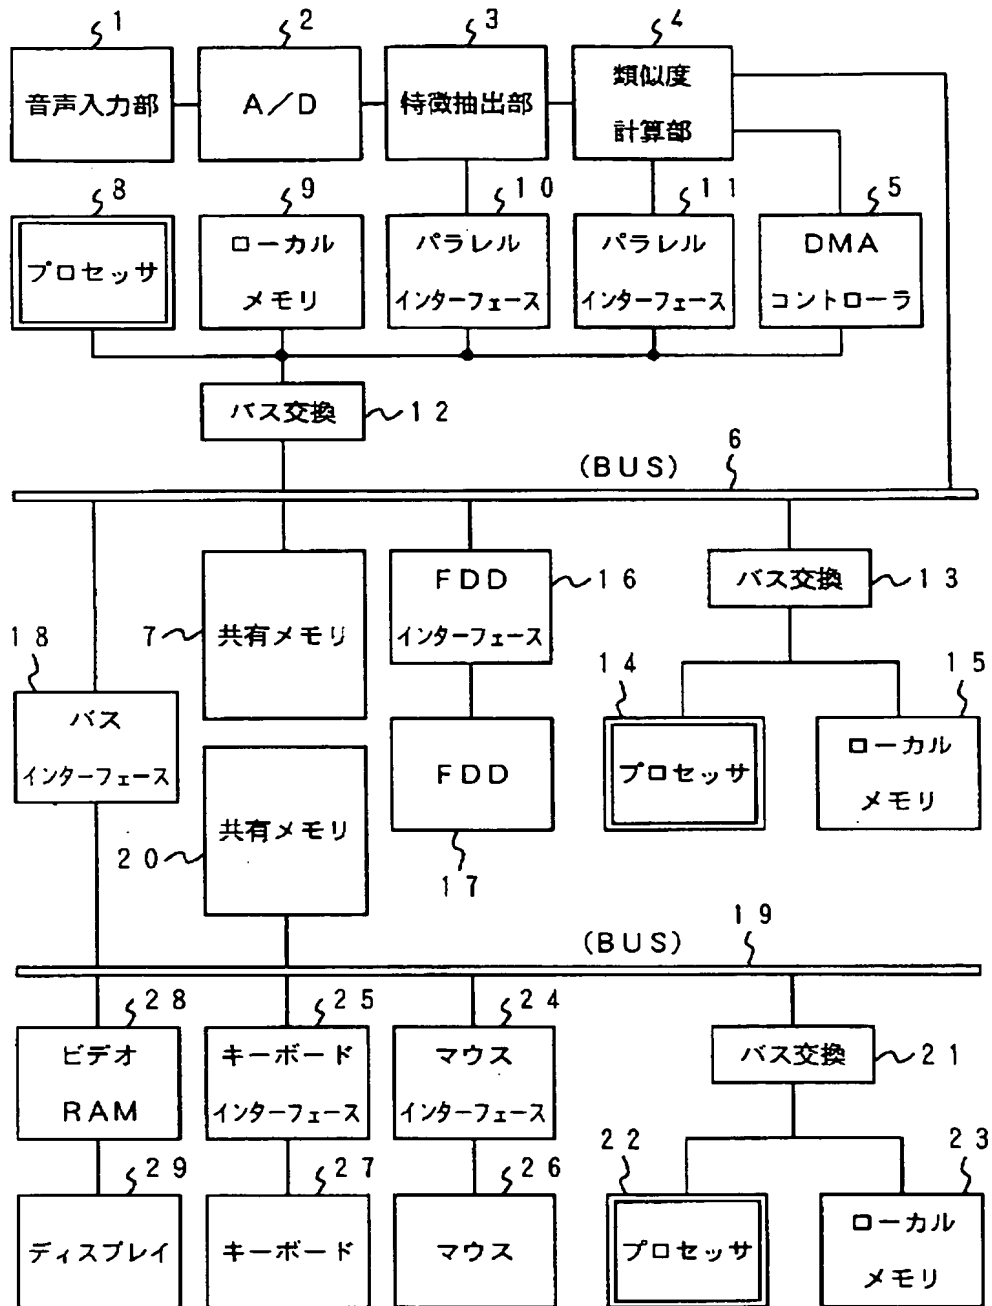 1
2
3
4
音声入力部
A/D
特徴抽出部
類似度
計算部
8
9
10
11
5
プロセッサ
ローカル
メモリ
パラレル
インターフェース
パラレル
インターフェース
DMA
コントローラ
バス交換
12
(BUS)
6
18
バス
インターフェース
7
共有メモリ
FDD
インターフェース
16
バス交換
13
14
プロセッサ
15
ローカル
メモリ
FDD
17
20
共有メモリ
(BUS)
19
28
ビデオ
RAM
25
キーボード
インターフェース
24
マウス
インターフェース
バス交換
21
29
ディスプレイ
27
キーボード
26
マウス
22
プロセッサ
23
ローカル
メモリ